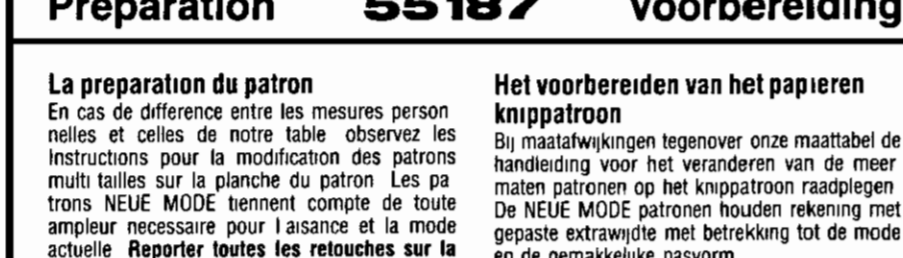 Preparation 55187 Voorbereiding
La preparation du patron
En cas de difference entre les mesures person
nelles et celles de notre table observez les
Instructions pour la modification des patrons
multi tailles sur la planche du patron Les pa
trons NEUE MODE tiennent compte de toute
ampleur necessaire pour l aisance et la mode
actuelle Reporter toutes les retouches sur la
Het voorbereiden van het papieren
knippatroon
Bij maatafwijkingen tegenover onze maattabel de
handleiding voor het veranderen van de meer
maten patronen op het knippatroon raadplegen
De NEUE MODE patronen houden rekening met
gepaste extrawijdte met betrekking tot de mode
en de gemakkelijke pasvorm